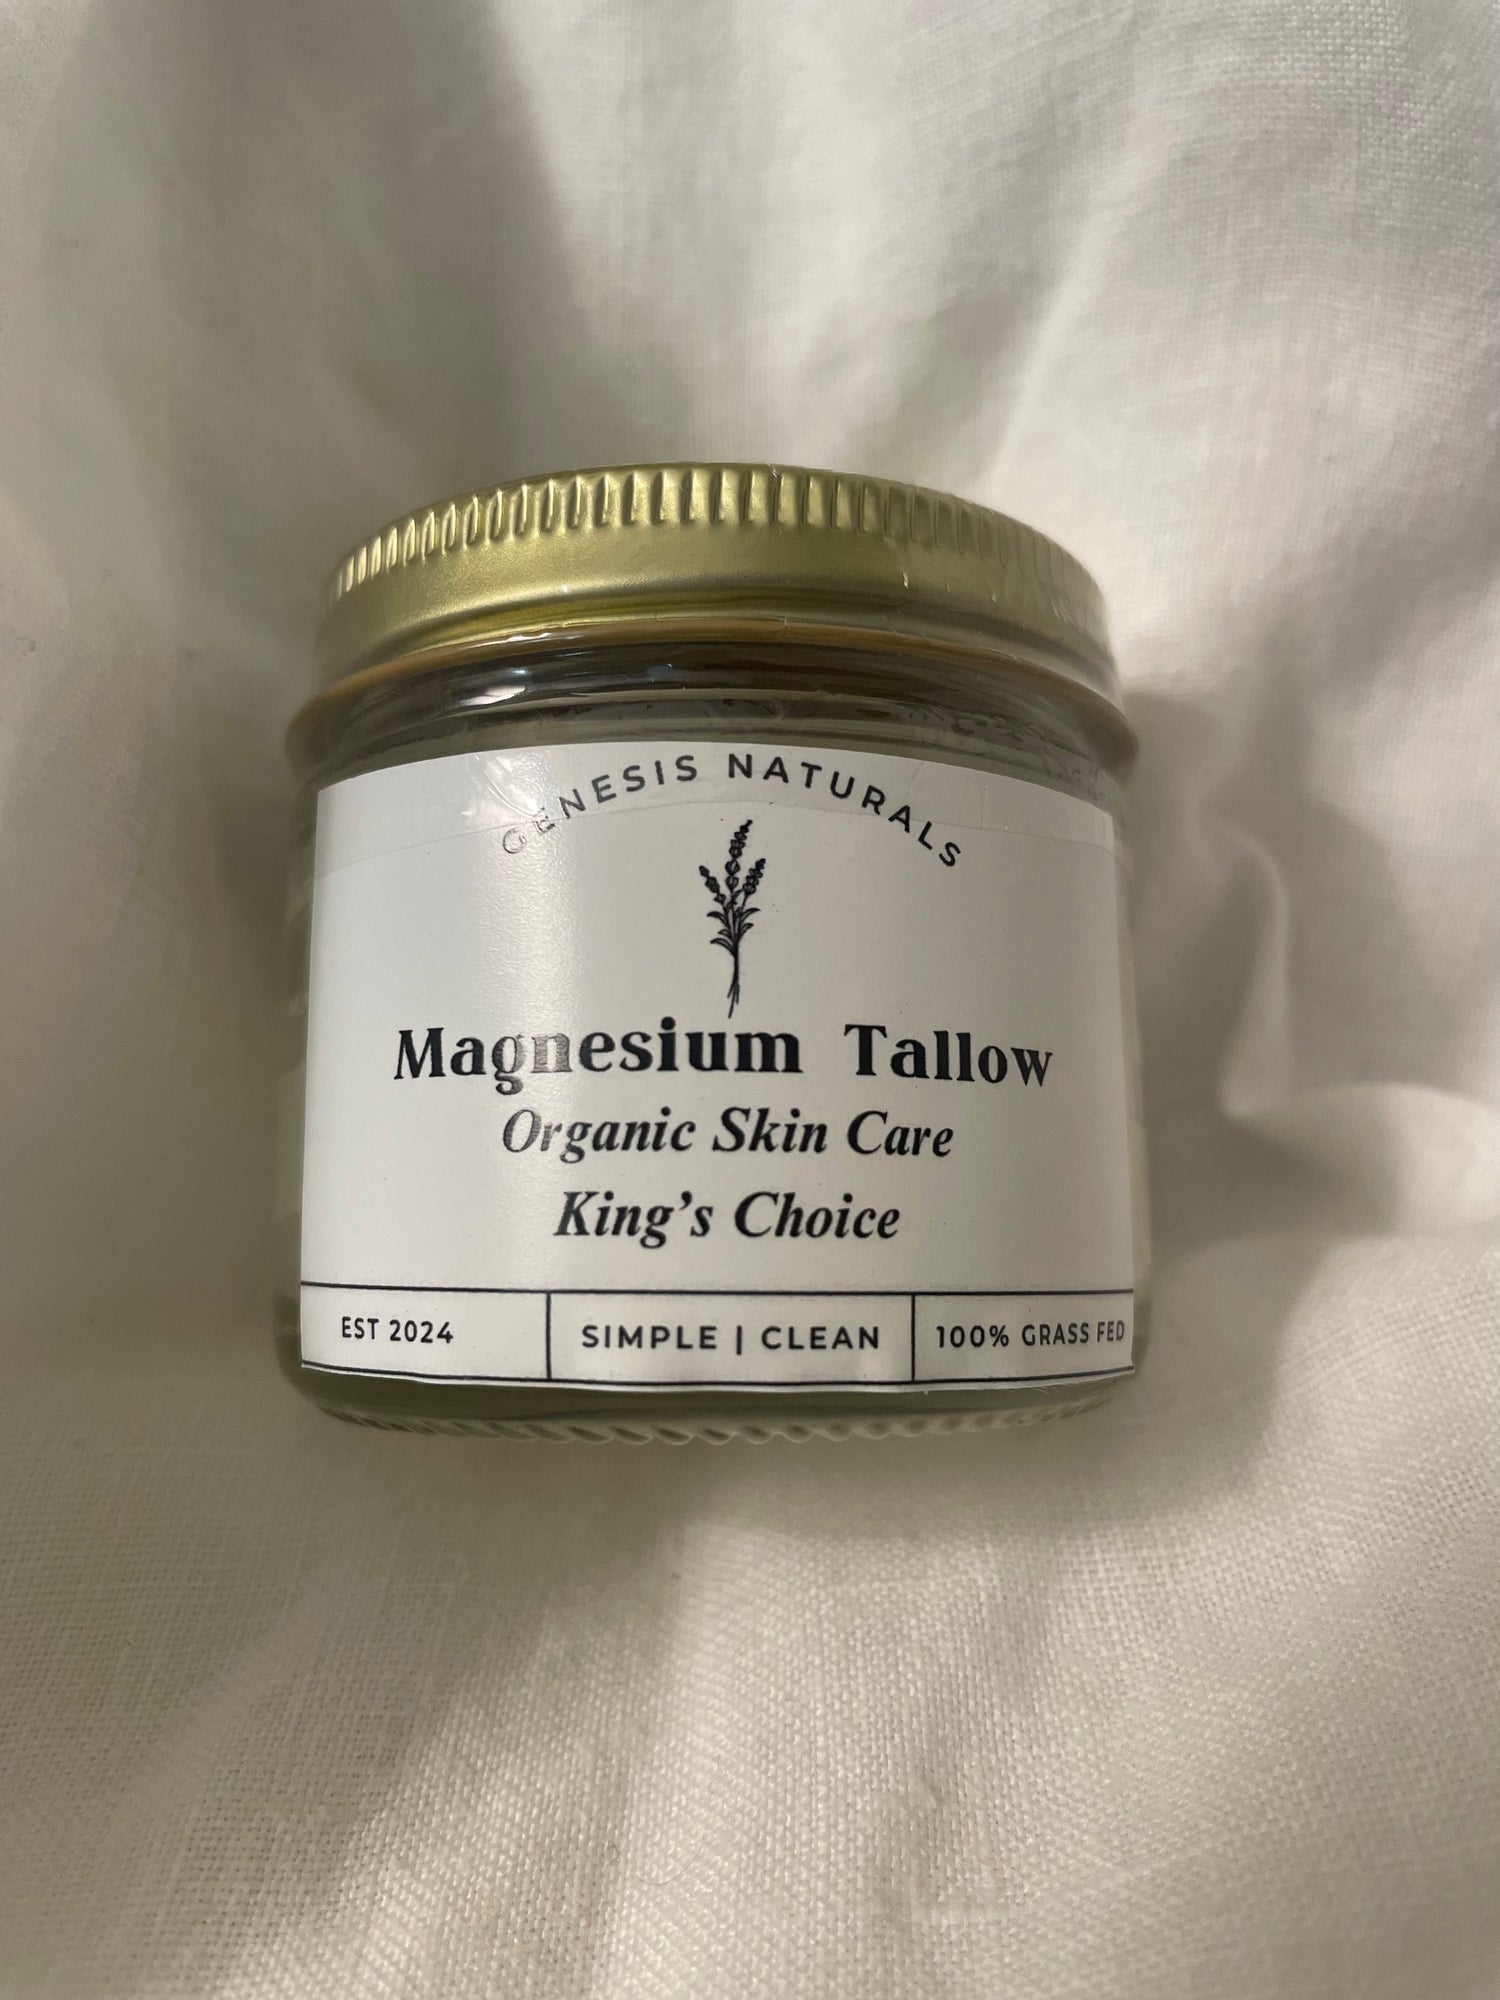 GENESIS NATURALS
Magnesium Tallow
Organic Skin Care
King's Choice
EST 2024
SIMPLE | CLEAN
100% GRASS FED